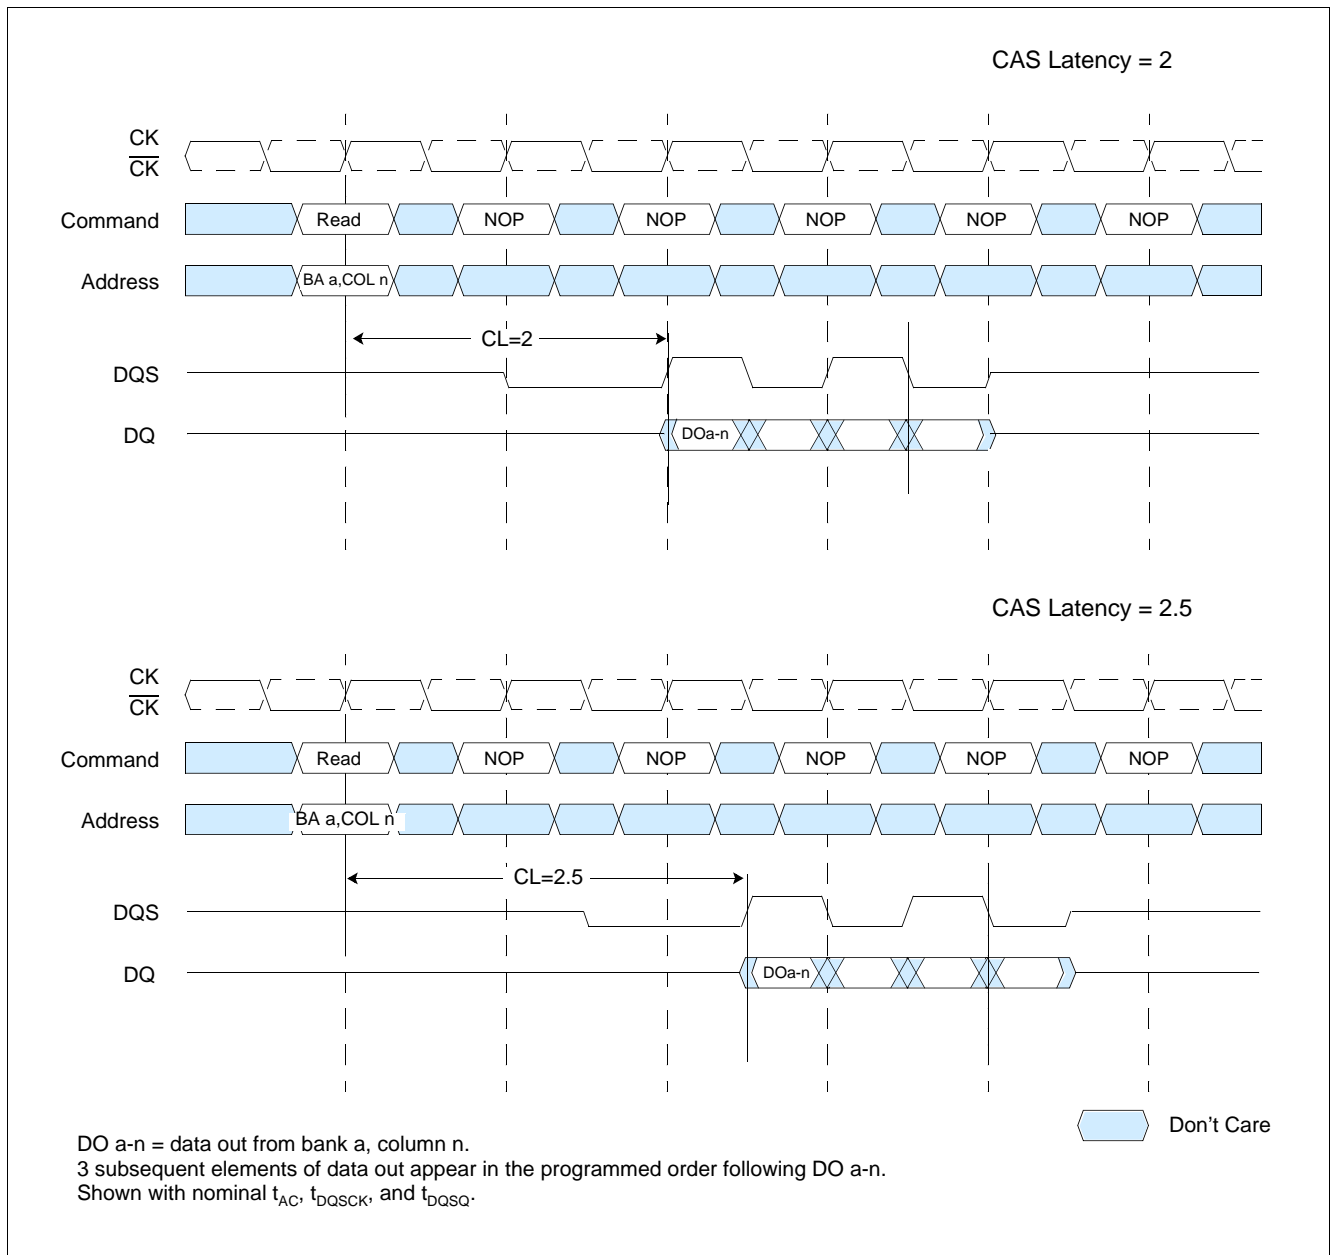 CAS Latency = 2
CK
CK
Command Read NOP NOP NOP NOP NOP
Address BA a,COL n
CL=2
DQS
DQ DOa-n
CAS Latency = 2.5
CK
CK
Command Read NOP NOP NOP NOP NOP
Address BA a,COL n
CL=2.5
DQS
DQ DOa-n
Don't Care
DO a-n = data out from bank a, column n.
3 subsequent elements of data out appear in the programmed order following DO a-n.
Shown with nominal tAC, tDQSCK, and tDQSQ.